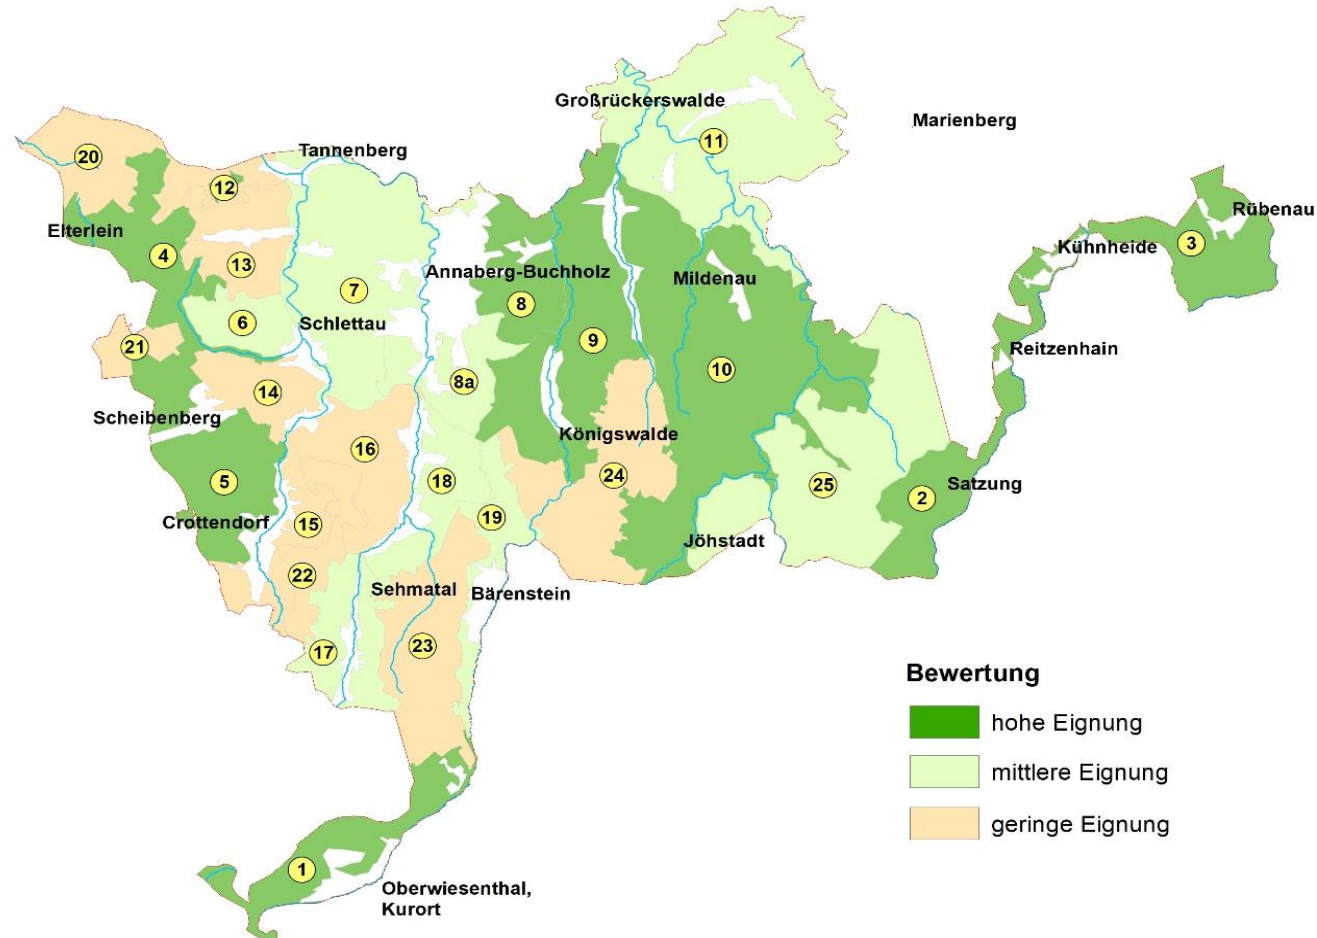 Großrückerswalde
11
Marienberg
20
Tannenberg
12
Elterlein
4
13
Rübenau
Kühnheide
3
Annaberg-Buchholz
Mildenau
7
8
6
Schlettau
21
9
Reitzenhain
10
8a
14
Scheibenberg
Königswalde
16
5
18
24
25
2
Satzung
Crottendorf
15
19
Jöhstadt
22
Sehmatal
Bärenstein
17
23
Bewertung
hohe Eignung
mittlere Eignung
geringe Eignung
1
Oberwiesenthal,
Kurort